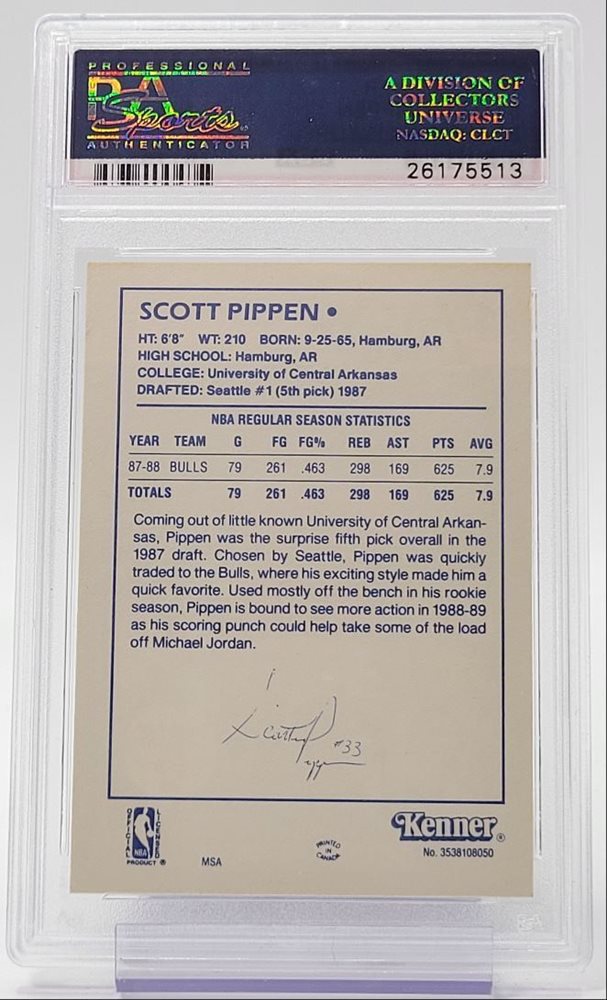 PROFESSIONAL
PSA
Sports
AUTHENTICATOR
A DIVISION OF
COLLECTORS
UNIVERSE
NASDAQ: CLCT
26175513
SCOTT PIPPEN •
HT: 6'8" WT: 210 BORN: 9-25-65, Hamburg, AR
HIGH SCHOOL: Hamburg, AR
COLLEGE: University of Central Arkansas
DRAFTED: Seattle #1 (5th pick) 1987
NBA REGULAR SEASON STATISTICS
YEAR TEAM G FG FG% REB AST PTS AVG
87-88 BULLS 79 261 .463 298 169 625 7.9
TOTALS 79 261 .463 298 169 625 7.9
Coming out of little known University of Central Arkan-
sas, Pippen was the surprise fifth pick overall in the
1987 draft. Chosen by Seattle, Pippen was quickly
traded to the Bulls, where his exciting style made him a
quick favorite. Used mostly off the bench in his rookie
season, Pippen is bound to see more action in 1988-89
as his scoring punch could help take some of the load
off Michael Jordan.
Scottie Pippen #33
OFFICIAL LICENSED
NBA
PRODUCT ®
MSA
PRINTED
IN
CANADA
Kenner®
No. 3538108050